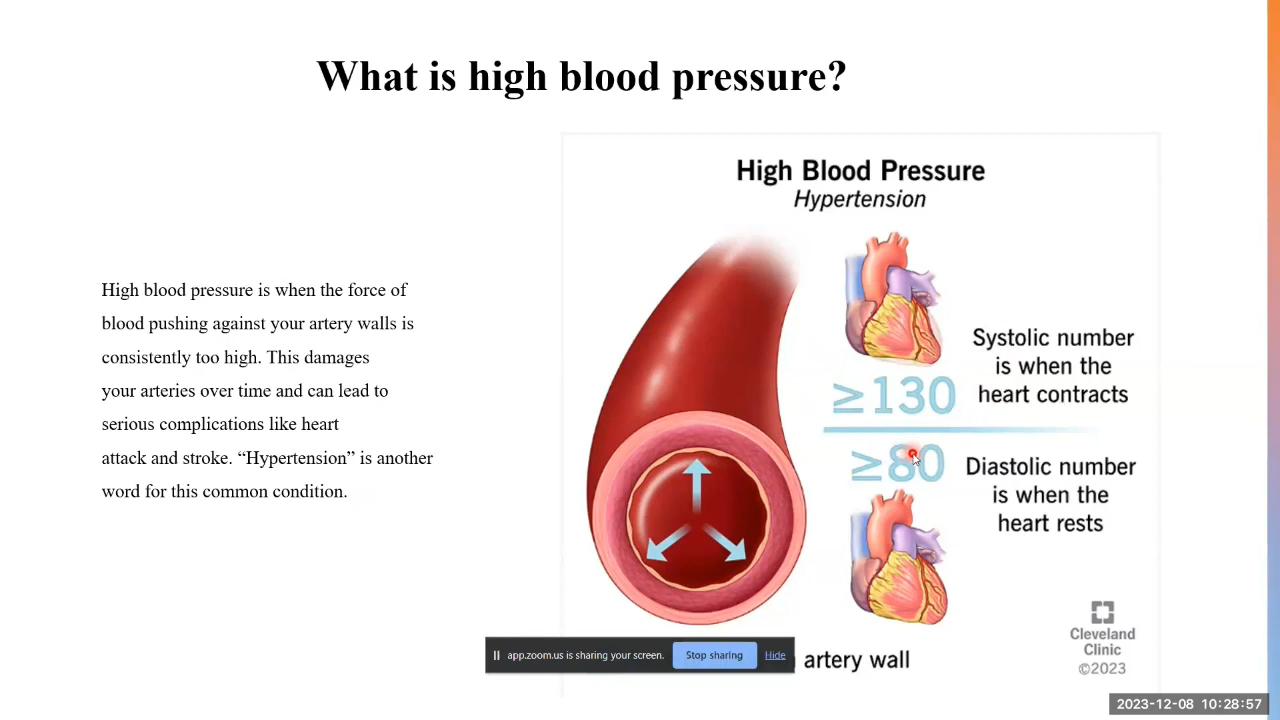 What is high blood pressure?
High blood pressure is when the force of
blood pushing against your artery walls is
consistently too high. This damages
your arteries over time and can lead to
serious complications like heart
attack and stroke. “Hypertension” is another
word for this common condition.
High Blood Pressure
Hypertension
Systolic number
is when the
heart contracts
≥130
≥80
Diastolic number
is when the
heart rests
artery wall
Cleveland
Clinic
©2023
app.zoom.us is sharing your screen. Stop sharing Hide
2023-12-08 10:28:57